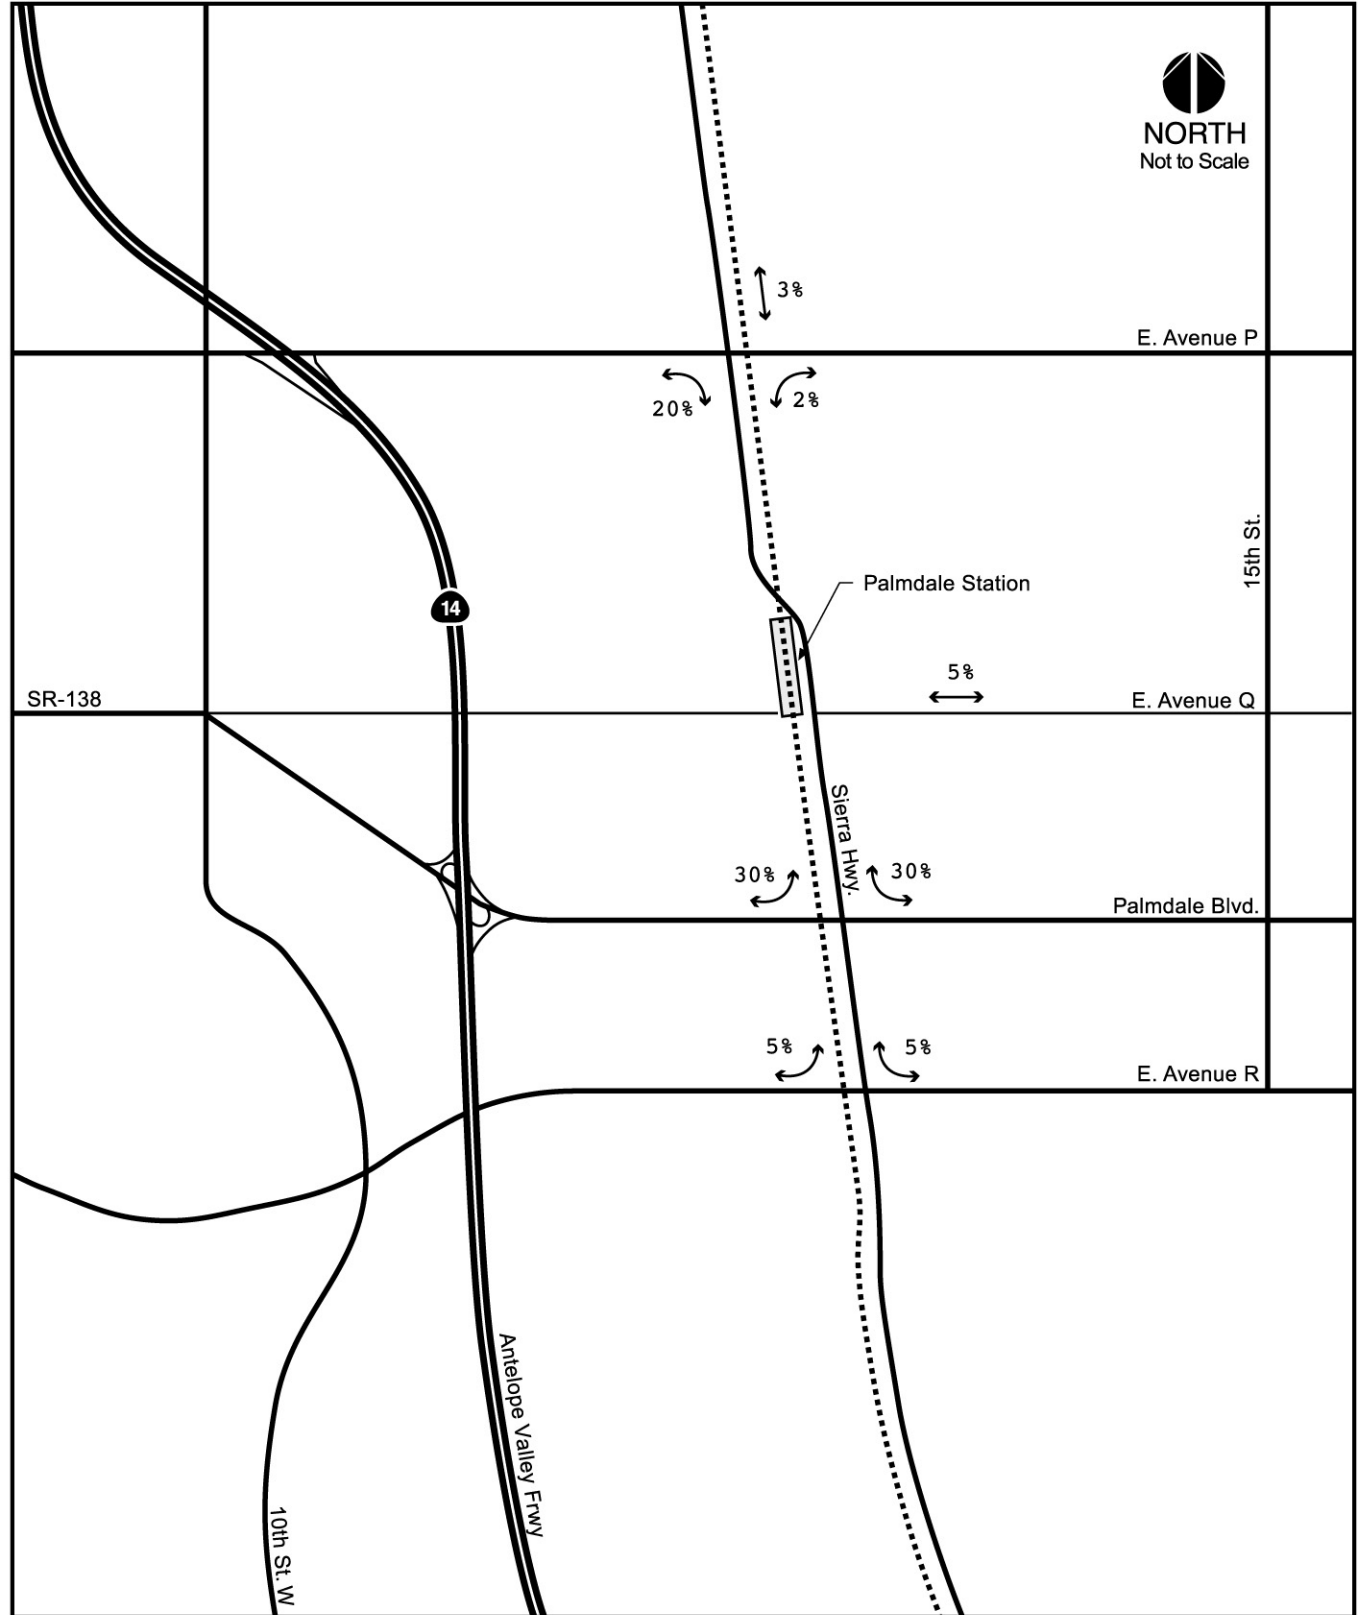 NORTH
Not to Scale
3%
E. Avenue P
20%
2%
15th St.
Palmdale Station
14
5%
SR-138
E. Avenue Q
Sierra Hwy.
30%
30%
Palmdale Blvd.
5%
5%
E. Avenue R
Antelope Valley Frwy
10th St. W